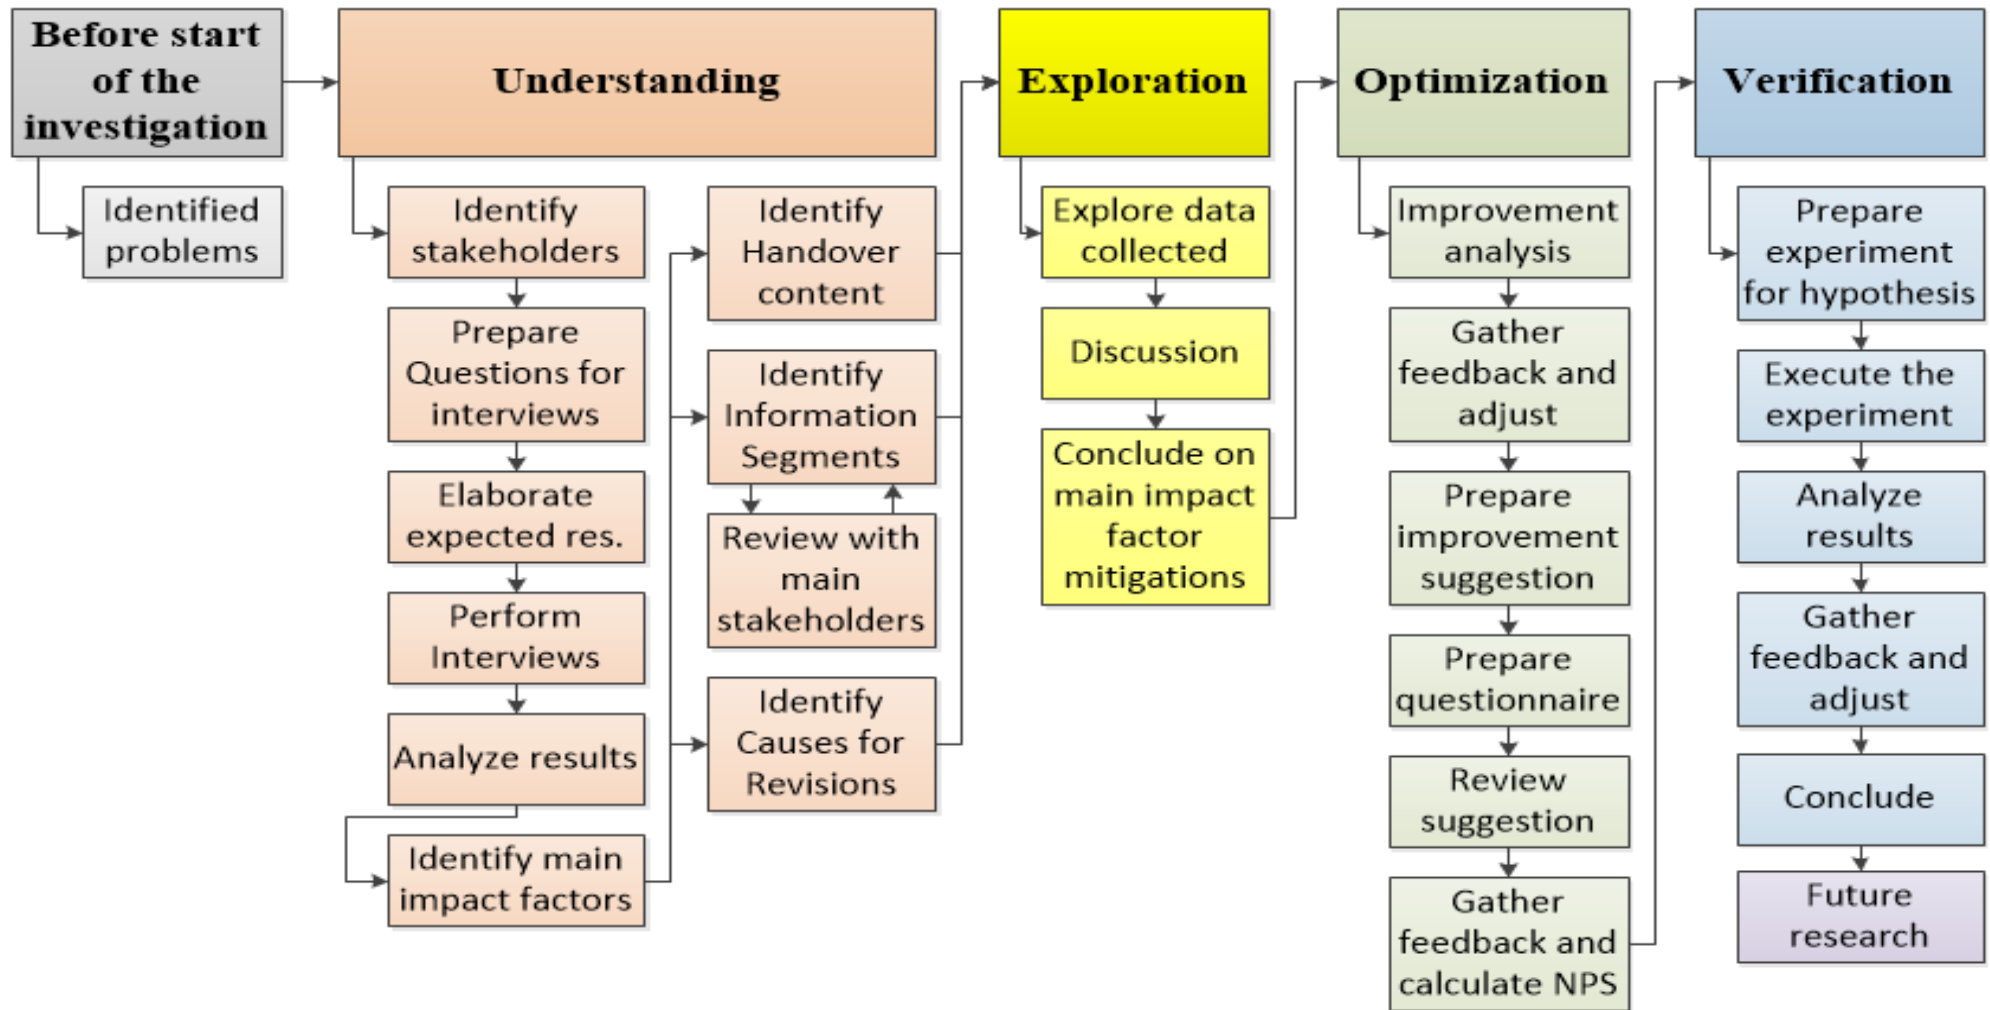 Before start
of the
investigation
Identified
problems
Understanding
Identify
stakeholders
Prepare
Questions for
interviews
Elaborate
expected res.
Perform
Interviews
Analyze results
Identify main
impact factors
Identify
Handover
content
Identify
Information
Segments
Review with
main
stakeholders
Identify
Causes for
Revisions
Exploration
Explore data
collected
Discussion
Conclude on
main impact
factor
mitigations
Optimization
Improvement
analysis
Gather
feedback and
adjust
Prepare
improvement
suggestion
Prepare
questionnaire
Review
suggestion
Gather
feedback and
calculate NPS
Verification
Prepare
experiment
for hypothesis
Execute the
experiment
Analyze
results
Gather
feedback and
adjust
Conclude
Future
research